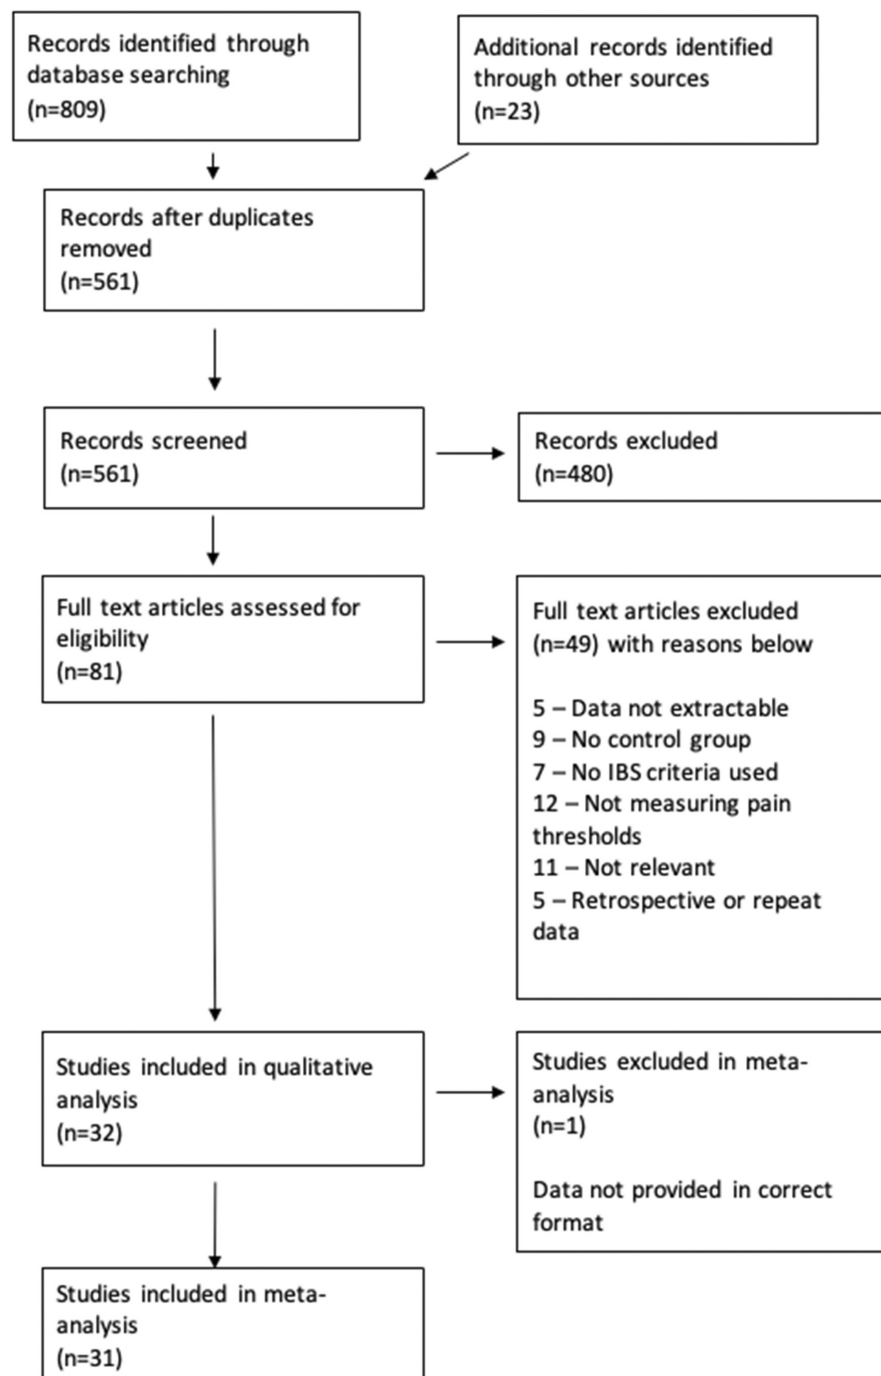 Records identified through
database searching
(n=809)
Additional records identified
through other sources
(n=23)
Records after duplicates
removed
(n=561)
Records screened
(n=561)
Records excluded
(n=480)
Full text articles assessed for
eligibility
(n=81)
Full text articles excluded
(n=49) with reasons below
5 – Data not extractable
9 – No control group
7 – No IBS criteria used
12 – Not measuring pain
thresholds
11 – Not relevant
5 – Retrospective or repeat
data
Studies included in qualitative
analysis
(n=32)
Studies excluded in meta-
analysis
(n=1)
Data not provided in correct
format
Studies included in meta-
analysis
(n=31)